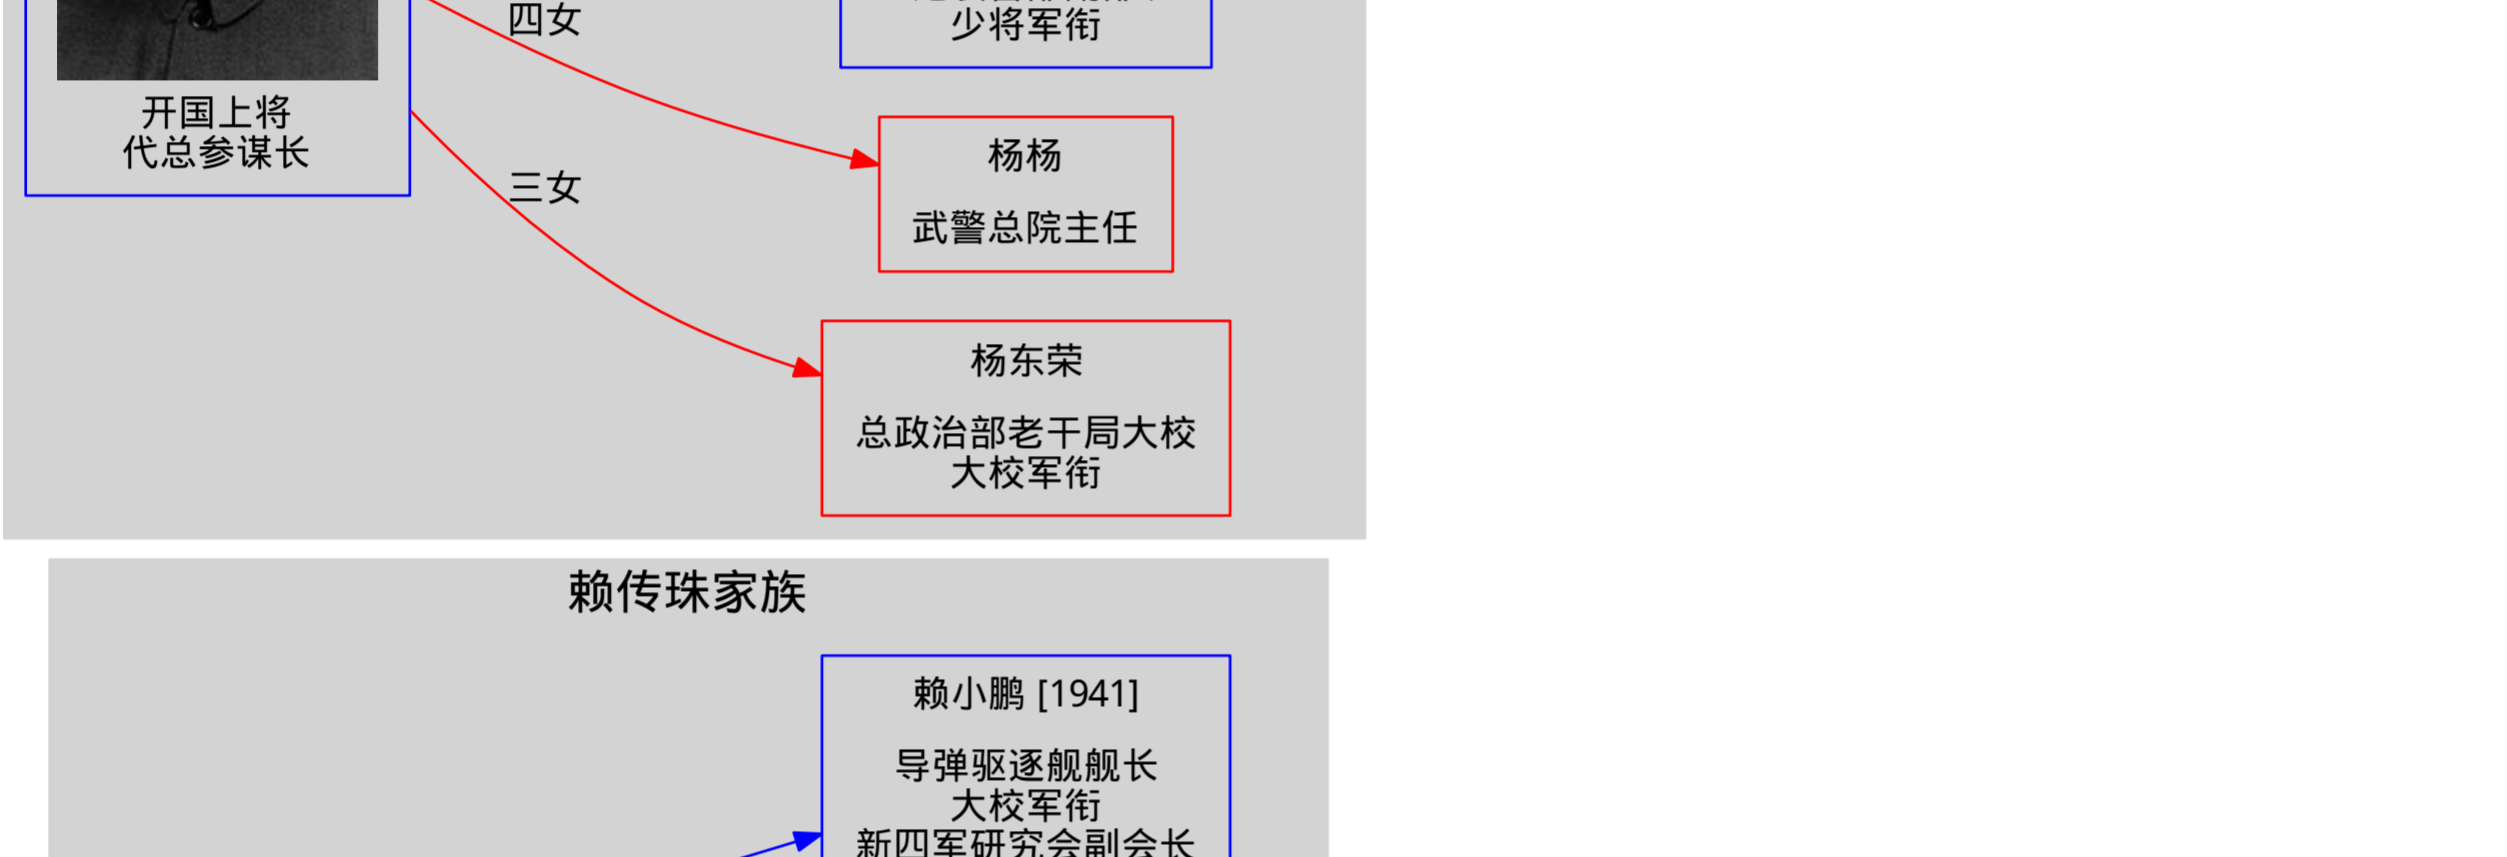 四女
少将军衔
开国上将
代总参谋长
杨杨
武警总院主任
三女
杨东荣
总政治部老干局大校
大校军衔
赖传珠家族
赖小鹏 [1941]
导弹驱逐舰舰长
大校军衔
新四军研究会副会长